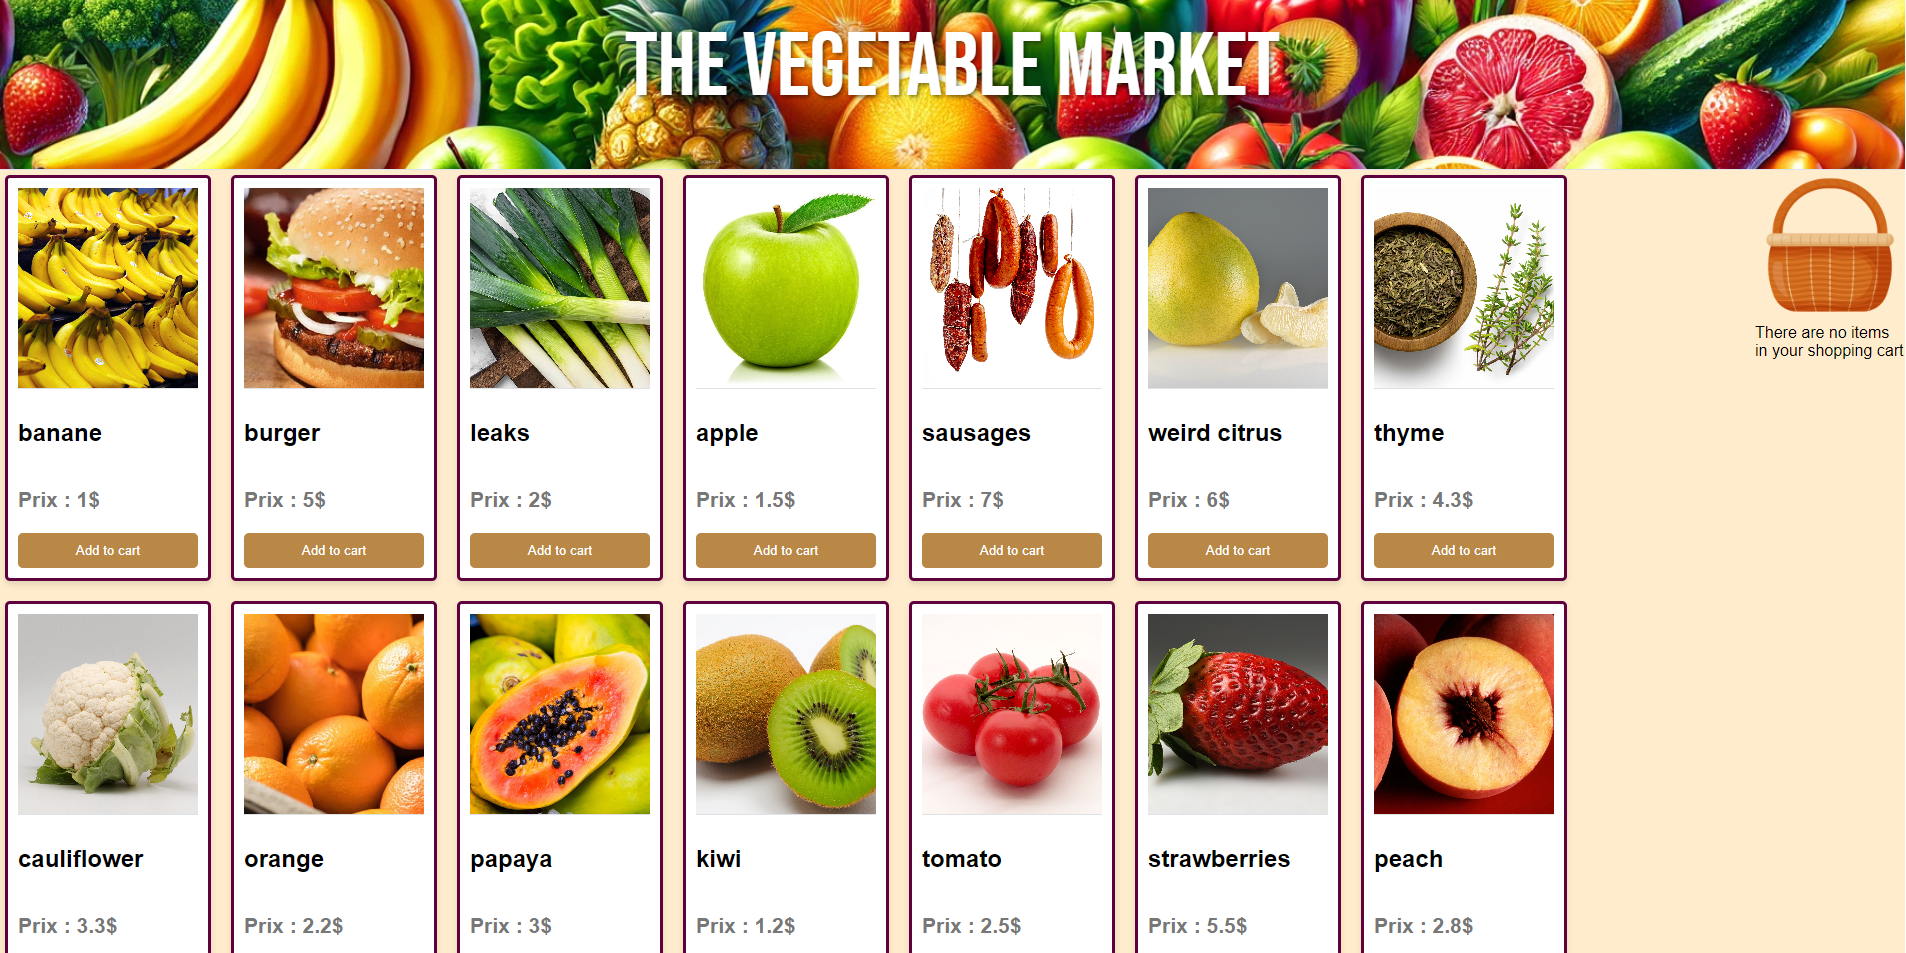 THE VEGETABLE MARKET
There are no items
in your shopping cart
banane
Prix : 1$
Add to cart
burger
Prix : 5$
Add to cart
leaks
Prix : 2$
Add to cart
apple
Prix : 1.5$
Add to cart
sausages
Prix : 7$
Add to cart
weird citrus
Prix : 6$
Add to cart
thyme
Prix : 4.3$
Add to cart
cauliflower
Prix : 3.3$
orange
Prix : 2.2$
papaya
Prix : 3$
kiwi
Prix : 1.2$
tomato
Prix : 2.5$
strawberries
Prix : 5.5$
peach
Prix : 2.8$